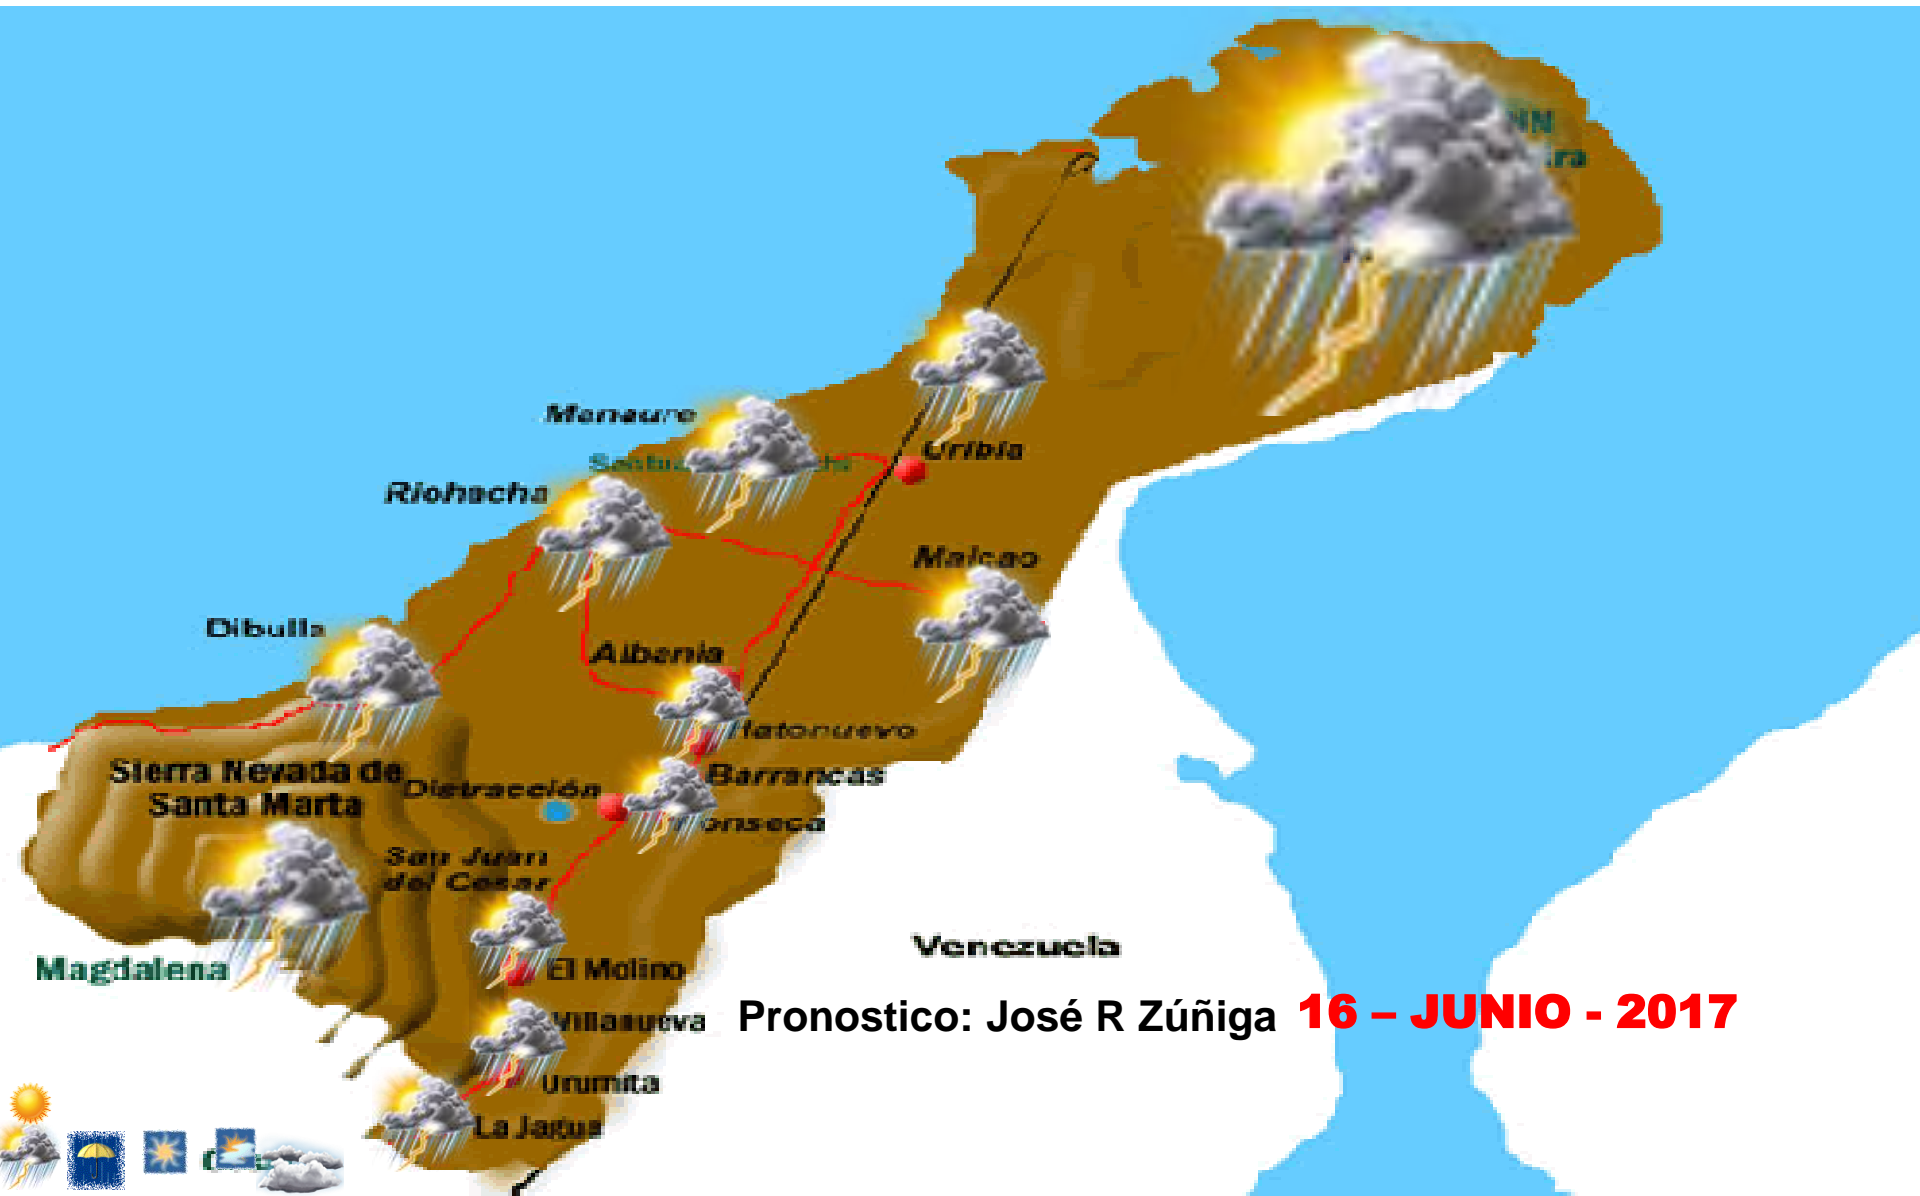 Manaure
Uribia
Riohacha
Maicao
Dibulla
Albania
Hatonuevo
Sierra Nevada de
Santa Marta
Distracción
Barrancas
Fonseca
San Juan
del Cesar
Venezuela
Magdalena
El Molino
Villanueva
Pronostico: José R Zúñiga 16 – JUNIO - 2017
Urumita
La Jagua